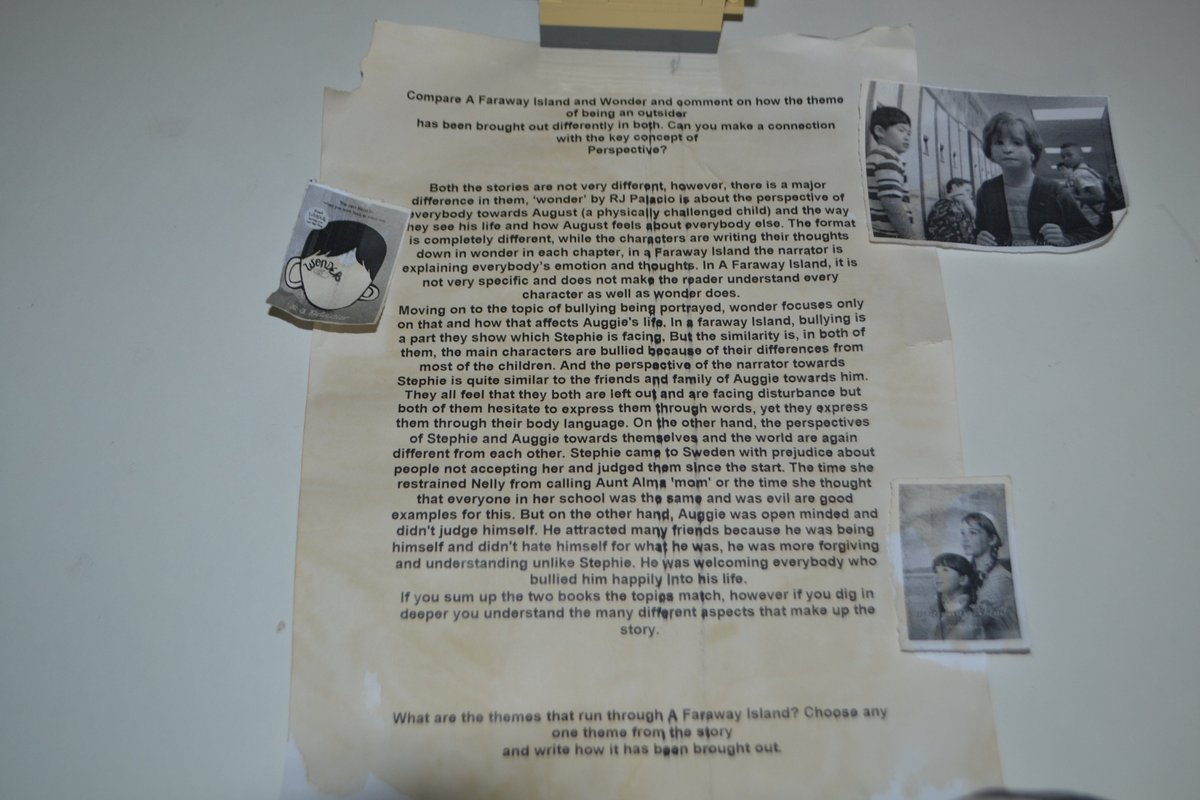 Compare A Faraway Island and Wonder and comment on how the theme
of being an outsider
has been brought out differently in both. Can you make a connection
with the key concept of
Perspective?
Both the stories are not very different, however, there is a major
difference in them, ‘wonder’ by RJ Palacio is about the perspective of
everybody towards August (a physically challenged child) and the way
they see his life and how August feels about everybody else. The format
is completely different, while the characters are writing their thoughts
down in wonder in each chapter, in a Faraway Island the narrator is
explaining everybody's emotion and thoughts. In A Faraway Island, it is
not very specific and does not make the reader understand every
character as well as wonder does.
Moving on to the topic of bullying being portrayed, wonder focuses only
on that and how that affects Auggie's life. In a faraway Island, bullying is
a part they show which Stephie is facing. But the similarity is, in both of
them, the main characters are bullied because of their differences from
most of the children. And the perspective of the narrator towards
Stephie is quite similar to the friends and family of Auggie towards him.
They all feel that they both are left out and are facing disturbance but
both of them hesitate to express them through words, yet they express
them through their body language. On the other hand, the perspectives
of Stephie and Auggie towards themselves and the world are again
different from each other. Stephie came to Sweden with prejudice about
people not accepting her and judged them since the start. The time she
restrained Nelly from calling Aunt Alma 'mom' or the time she thought
that everyone in her school was the same and was evil are good
examples for this. But on the other hand, Auggie was open minded and
didn't judge himself. He attracted many friends because he was being
himself and didn't hate himself for what he was, he was more forgiving
and understanding unlike Stephie. He was welcoming everybody who
bullied him happily into his life.
If you sum up the two books the topics match, however if you dig in
deeper you understand the many different aspects that make up the
story.
What are the themes that run through A Faraway Island? Choose any
one theme from the story
and write how it has been brought out.
wonder